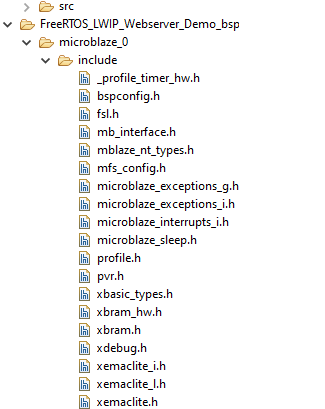 src
FreeRTOS_LWIP_Webserver_Demo_bsp
microblaze_0
include
_profile_timer_hw.h
bspconfig.h
fsl.h
mb_interface.h
mblaze_nt_types.h
mfs_config.h
microblaze_exceptions_g.h
microblaze_exceptions_i.h
microblaze_interrupts_i.h
microblaze_sleep.h
profile.h
pvr.h
xbasic_types.h
xbram_hw.h
xbram.h
xdebug.h
xemaclite_i.h
xemaclite_l.h
xemaclite.h